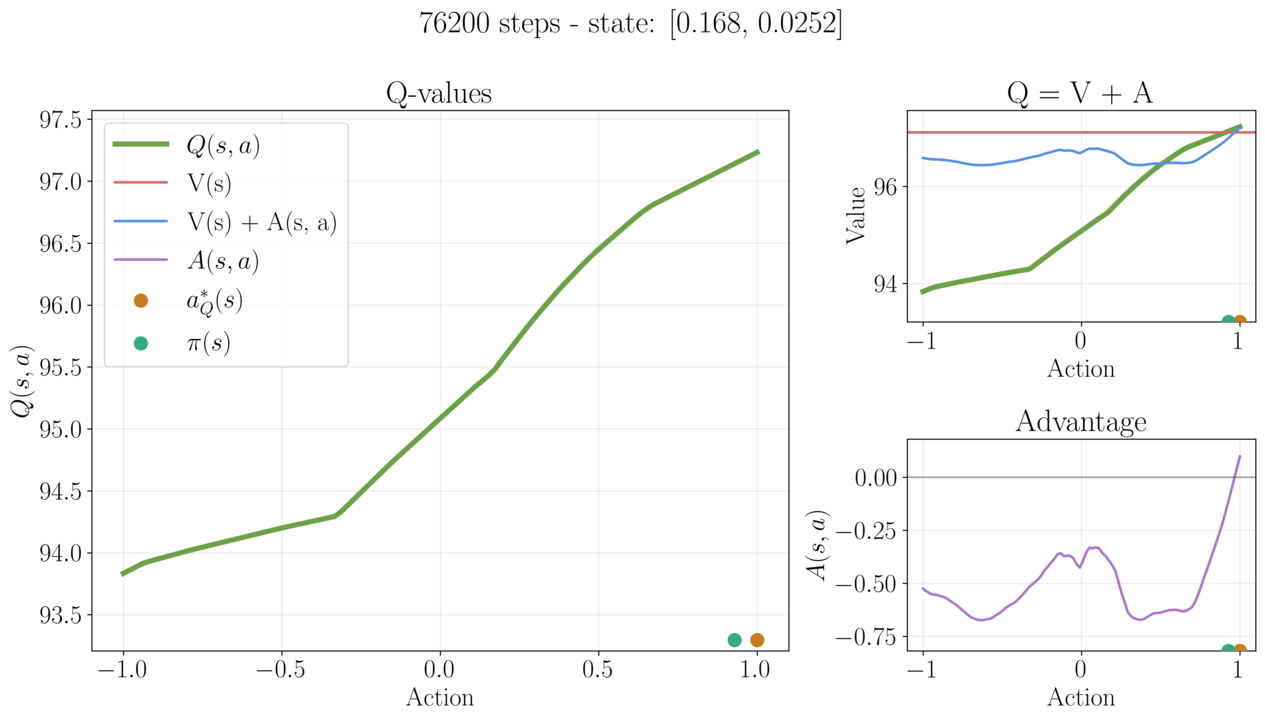 76200 steps - state: [0.168, 0.0252]
Q-values
97.5
97.0
96.5
96.0
95.5
95.0
94.5
94.0
93.5
Q(s, a)
Q(s, a)
V(s)
V(s) + A(s, a)
A(s, a)
a*_Q(s)
π(s)
−1.0
−0.5
0.0
0.5
1.0
Action
Q = V + A
96
94
Value
−1
0
1
Action
Advantage
0.00
−0.25
−0.50
−0.75
A(s, a)
−1
0
1
Action